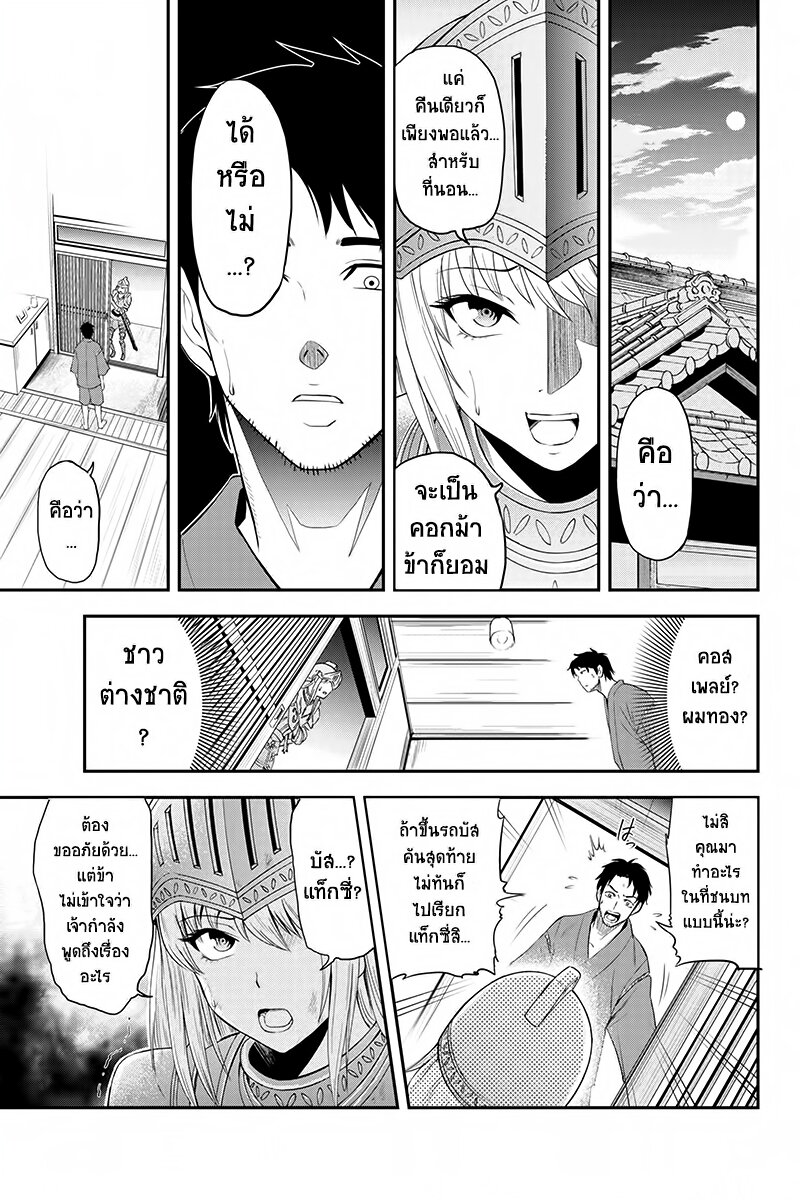 คือ
ว่า...
แค่
คืนเดียวก็
เพียงพอแล้ว...
สำหรับ
ที่นอน...
จะเป็น
คอกม้า
ข้าก็ยอม
ได้
หรือ
ไม่
...?
คือว่า
...
คอส
เพลย์?
ผมทอง?
ชาว
ต่างชาติ
?
ไม่สิ
คุณมา
ทำอะไร
ในที่ชนบท
แบบนี้น่ะ?
はっ
ถ้าขึ้นรถบัส
คันสุดท้าย
ไม่ทันก็
ไปเรียก
แท็กซี่สิ...
บัส...?
แท็กซี่?
ต้อง
ขออภัยด้วย...
แต่ข้า
ไม่เข้าใจว่า
เจ้ากำลัง
พูดถึงเรื่อง
อะไร